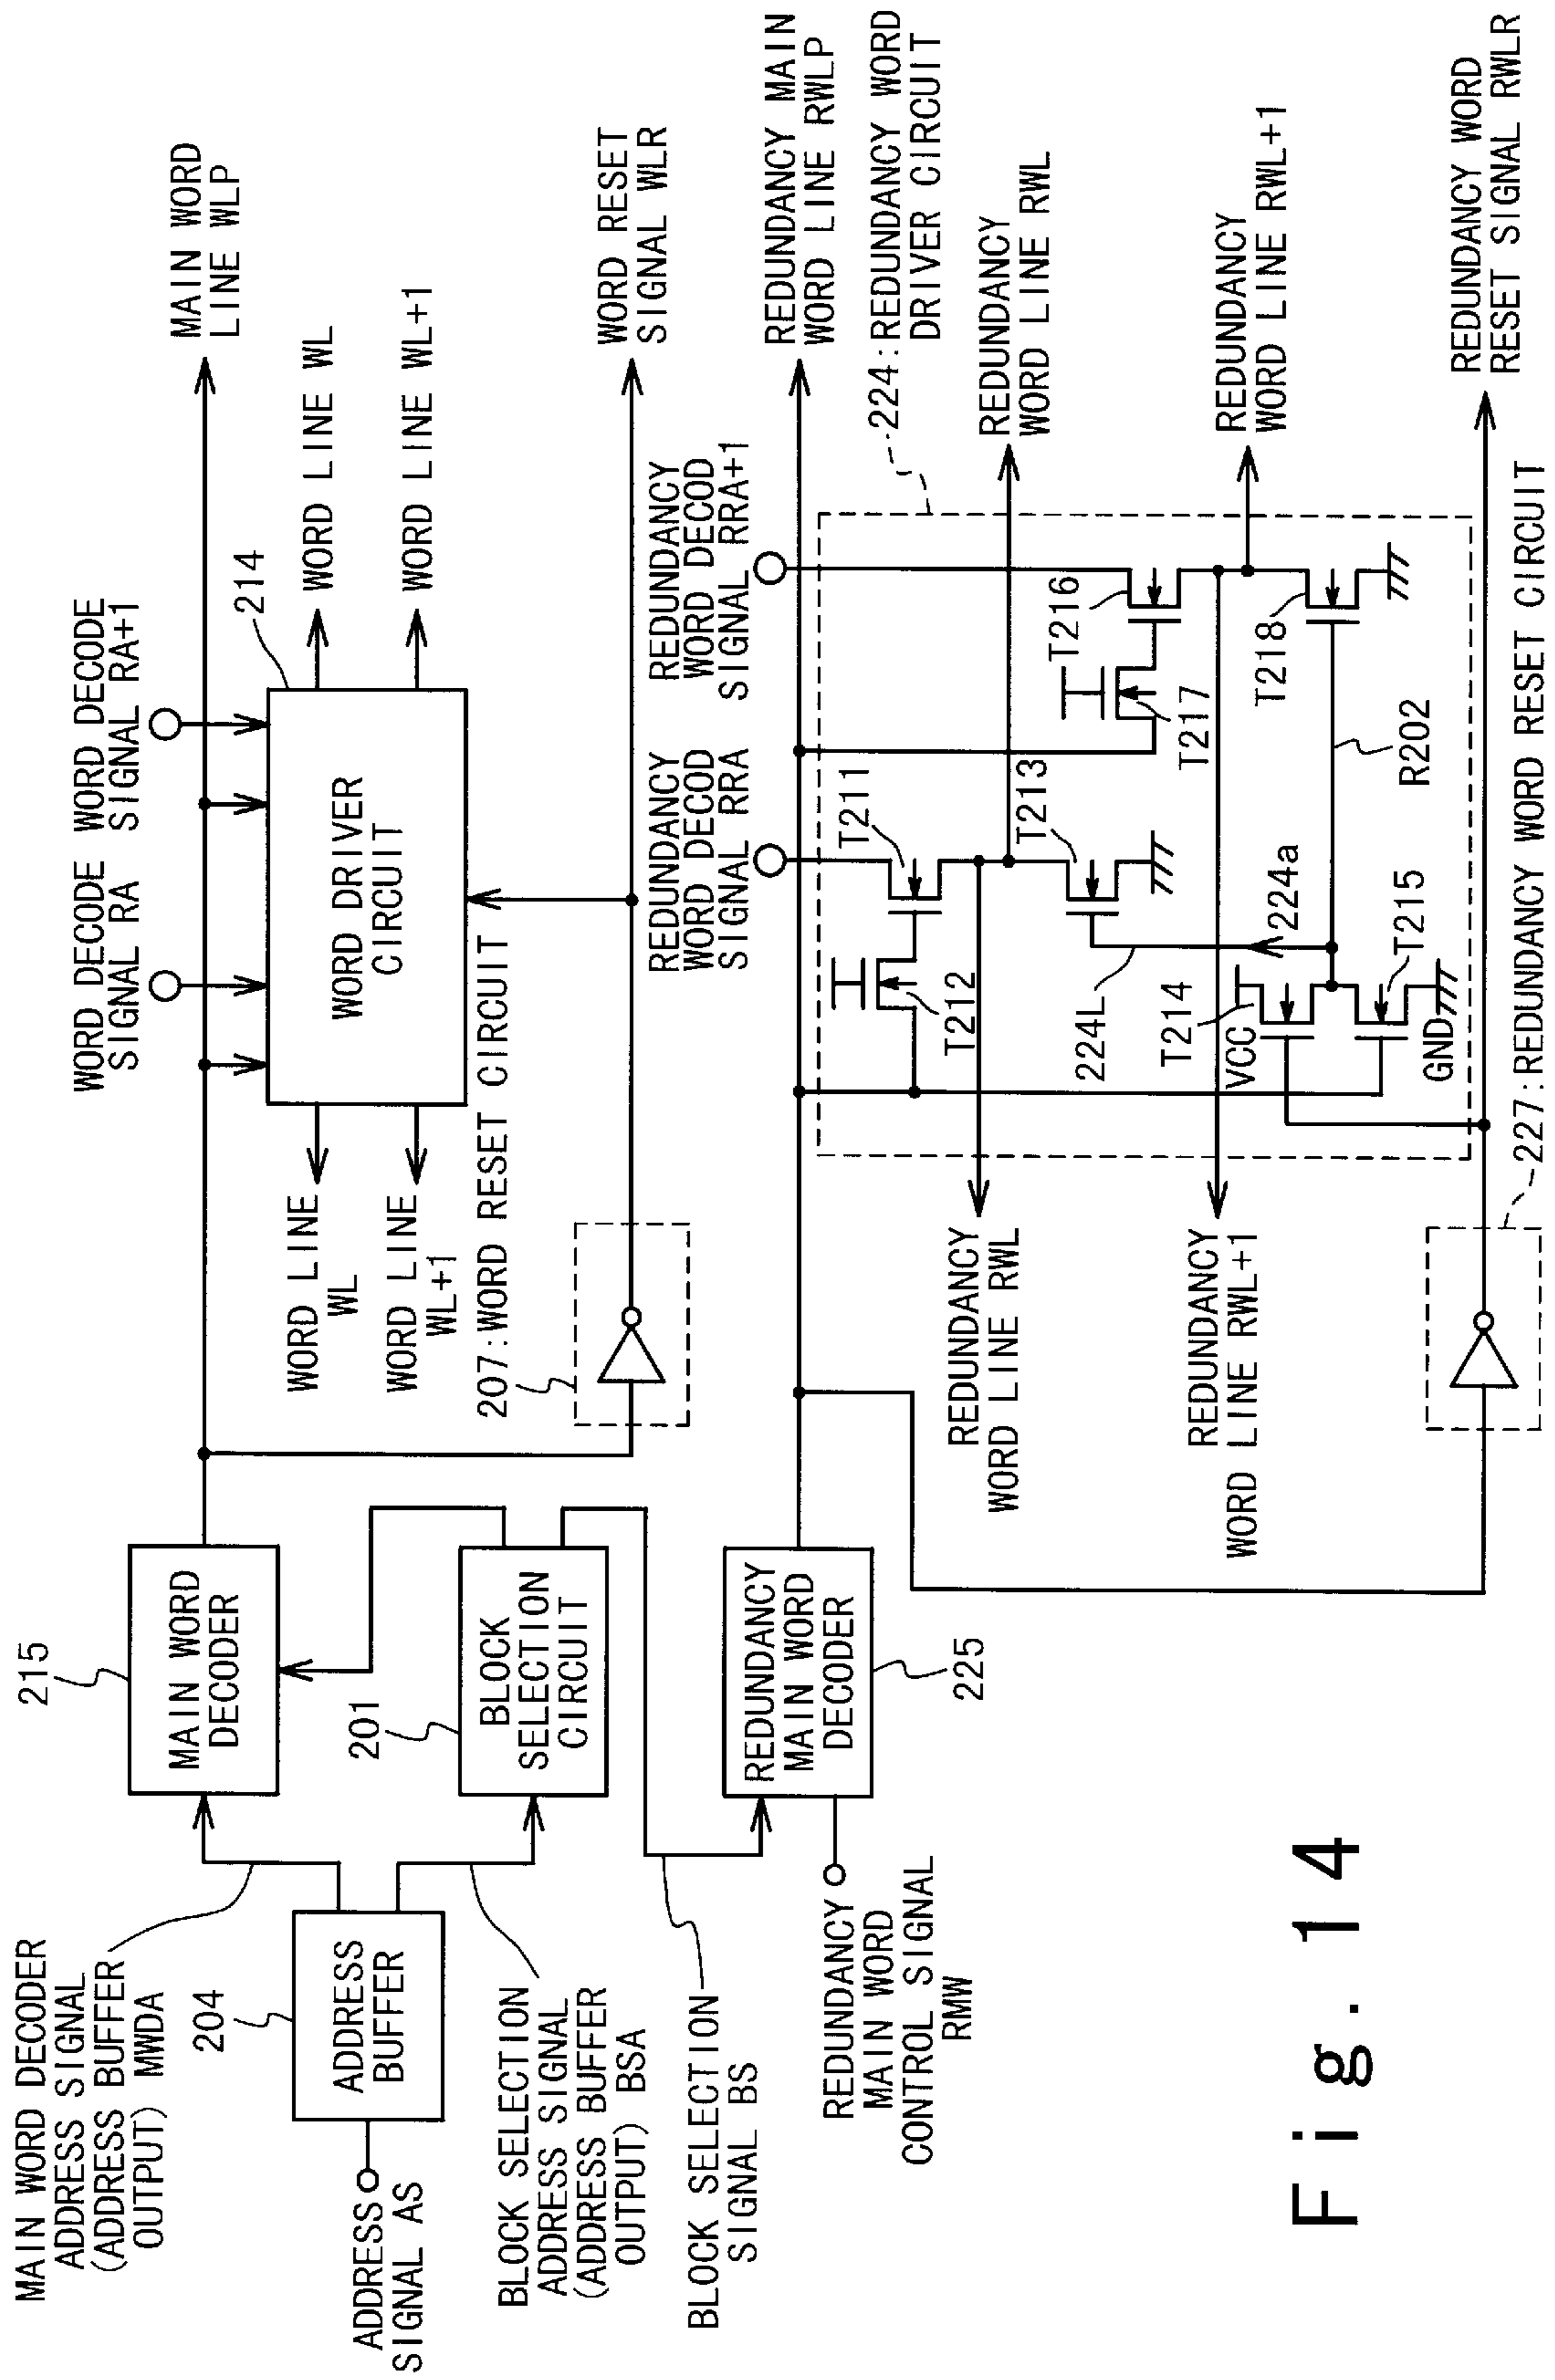 MAIN WORD DECODER
ADDRESS SIGNAL
(ADDRESS BUFFER
OUTPUT) MWDA
204
ADDRESS
BUFFER
ADDRESS
SIGNAL AS
BLOCK SELECTION
ADDRESS SIGNAL
(ADDRESS BUFFER
OUTPUT) BSA
BLOCK SELECTION
SIGNAL BS
REDUNDANCY
MAIN WORD
CONTROL SIGNAL
RMW
215
MAIN WORD
DECODER
201
BLOCK
SELECTION
CIRCUIT
REDUNDANCY
MAIN WORD
DECODER
225
WORD DECODE
SIGNAL RA
WORD DECODE
SIGNAL RA+1
MAIN WORD
LINE WLP
214
WORD DRIVER
CIRCUIT
WORD LINE
WL
WORD LINE
WL+1
WORD LINE WL
WORD LINE WL+1
207:WORD RESET CIRCUIT
WORD RESET
SIGNAL WLR
REDUNDANCY
WORD DECOD
SIGNAL RRA
REDUNDANCY
WORD DECOD
SIGNAL RRA+1
REDUNDANCY MAIN
WORD LINE RWLP
224:REDUNDANCY WORD
DRIVER CIRCUIT
T211
T212
T213
T216
T217
T218
REDUNDANCY
WORD LINE RWL
REDUNDANCY
WORD LINE RWL
224L
224a
T214
VCC
T215
GND
R202
REDUNDANCY
WORD LINE RWL+1
REDUNDANCY
WORD LINE RWL+1
REDUNDANCY WORD
RESET SIGNAL RWLR
227:REDUNDANCY WORD RESET CIRCUIT
Fig. 14